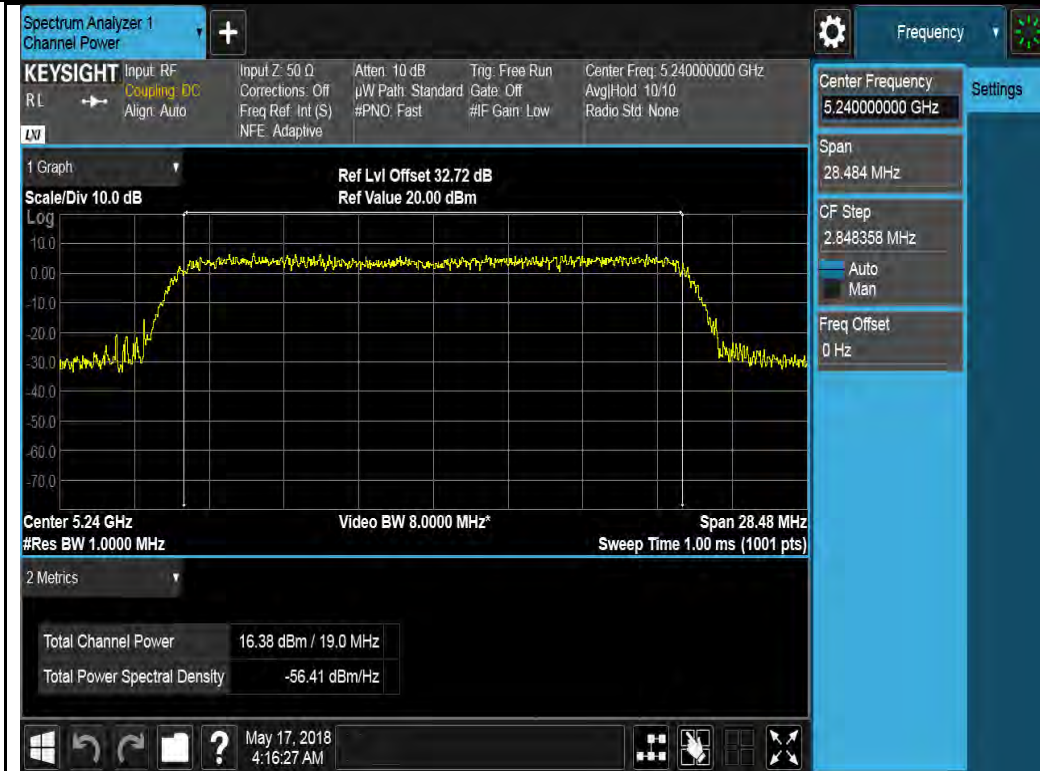 Spectrum Analyzer 1
Channel Power
+
Frequency
KEYSIGHT
RL
LXI
Input: RF
Coupling: DC
Align: Auto
Input Z: 50 Ω
Corrections: Off
Freq Ref: Int (S)
NFE: Adaptive
Atten: 10 dB
µW Path: Standard
#PNO: Fast
Trig: Free Run
Gate: Off
#IF Gain: Low
Center Freq: 5.240000000 GHz
Avg|Hold: 10/10
Radio Std: None
Center Frequency
5.240000000 GHz
Settings
Span
28.484 MHz
CF Step
2.848358 MHz
Auto
Man
Freq Offset
0 Hz
1 Graph
Scale/Div 10.0 dB
Ref Lvl Offset 32.72 dB
Ref Value 20.00 dBm
Log
10.0
0.00
-10.0
-20.0
-30.0
-40.0
-50.0
-60.0
-70.0
Center 5.24 GHz
#Res BW 1.0000 MHz
Video BW 8.0000 MHz*
Span 28.48 MHz
Sweep Time 1.00 ms (1001 pts)
2 Metrics
Total Channel Power 16.38 dBm / 19.0 MHz
Total Power Spectral Density -56.41 dBm/Hz
?
May 17, 2018
4:16:27 AM